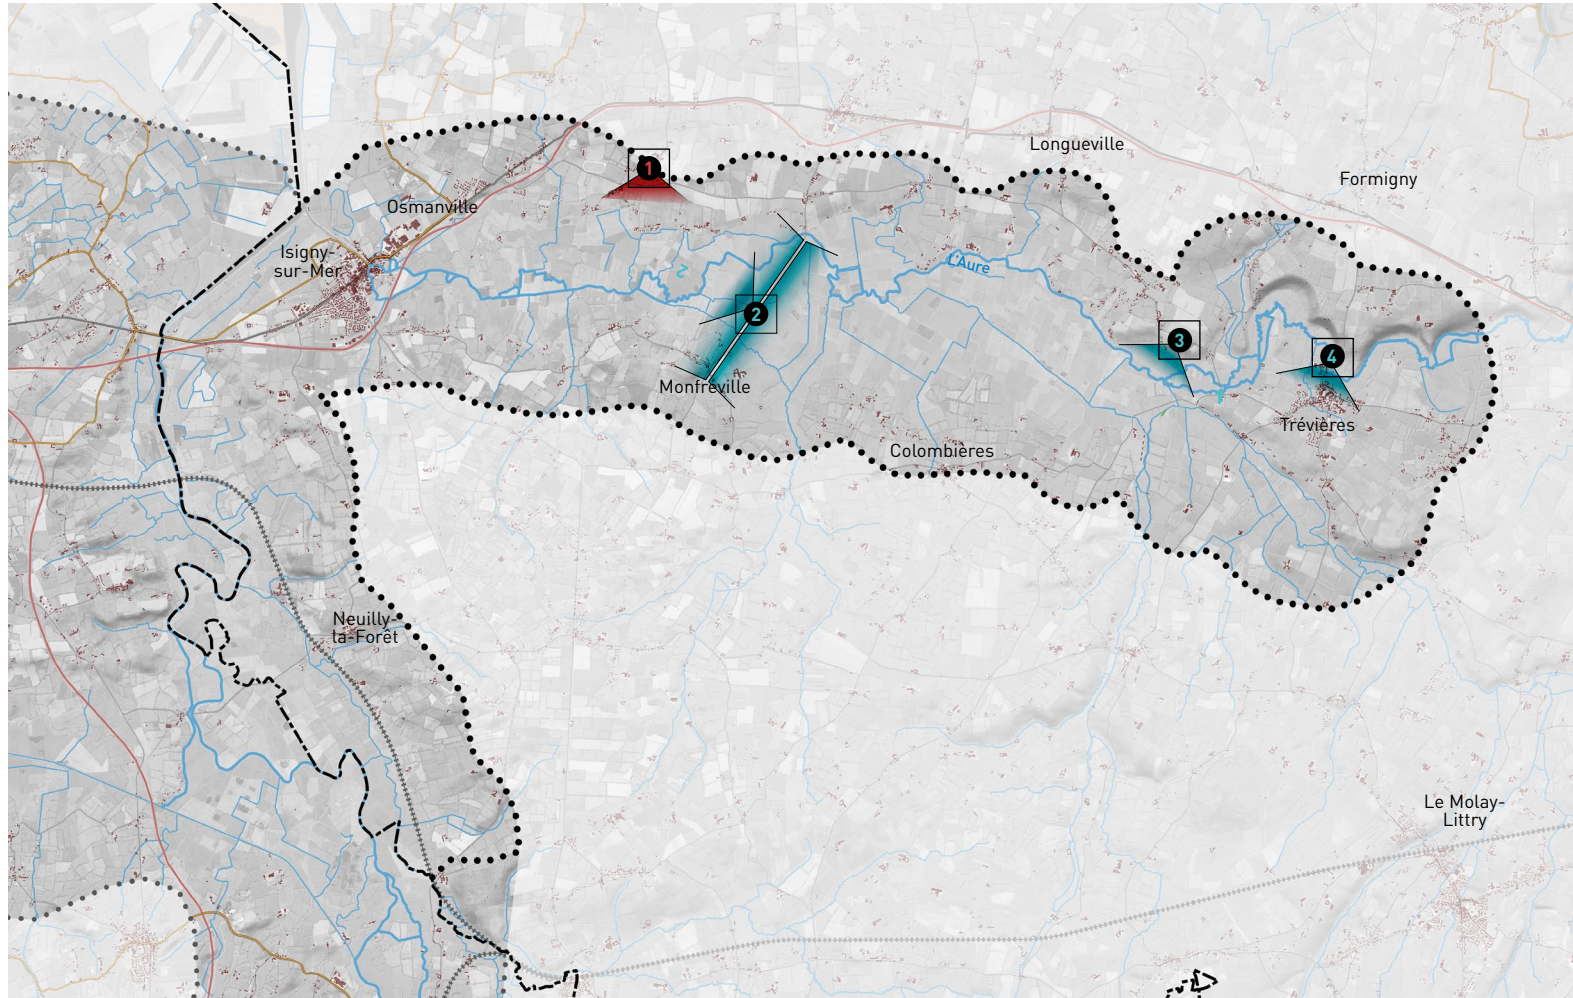 Longueville
1
Formigny
Osmanville
Isigny-
sur-Mer
L'Aure
2
3
4
Monfréville
Trévières
Colombières
Neuilly-
la-Forêt
Le Molay-
Littry